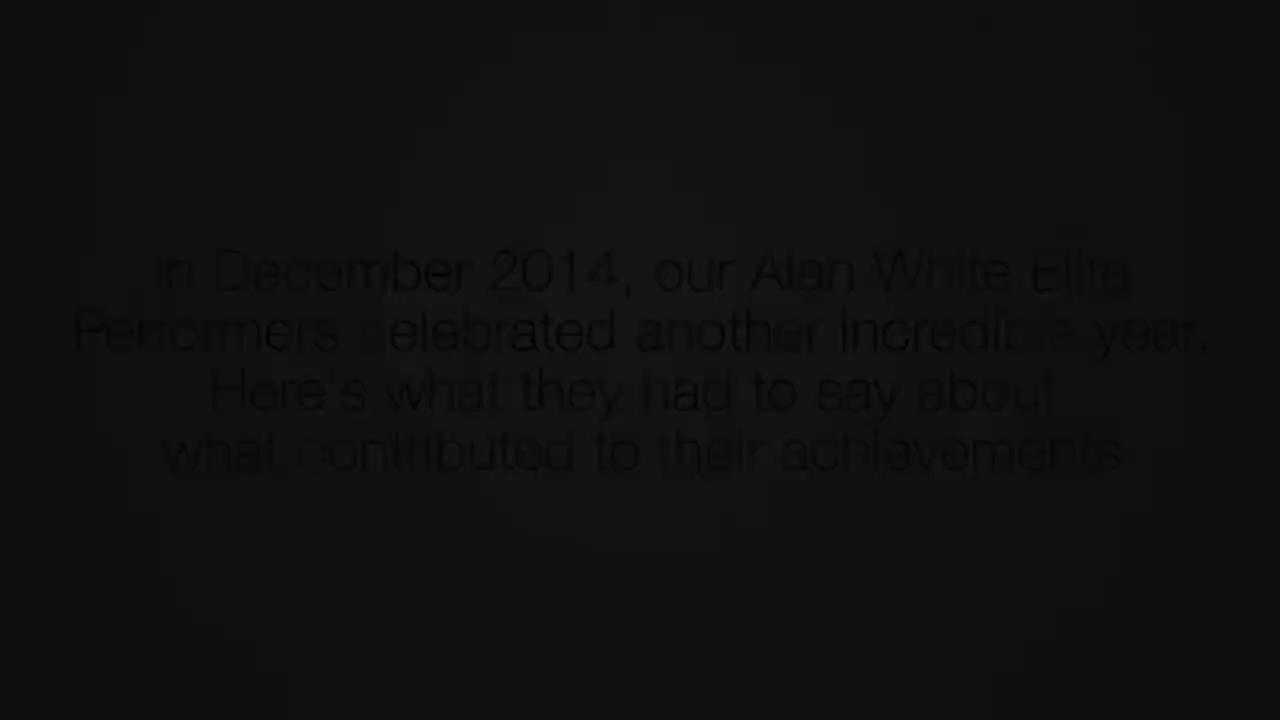 In December 2014, our Alan White Elite
Performers celebrated another incredible year.
Here's what they had to say about
what contributed to their achievements